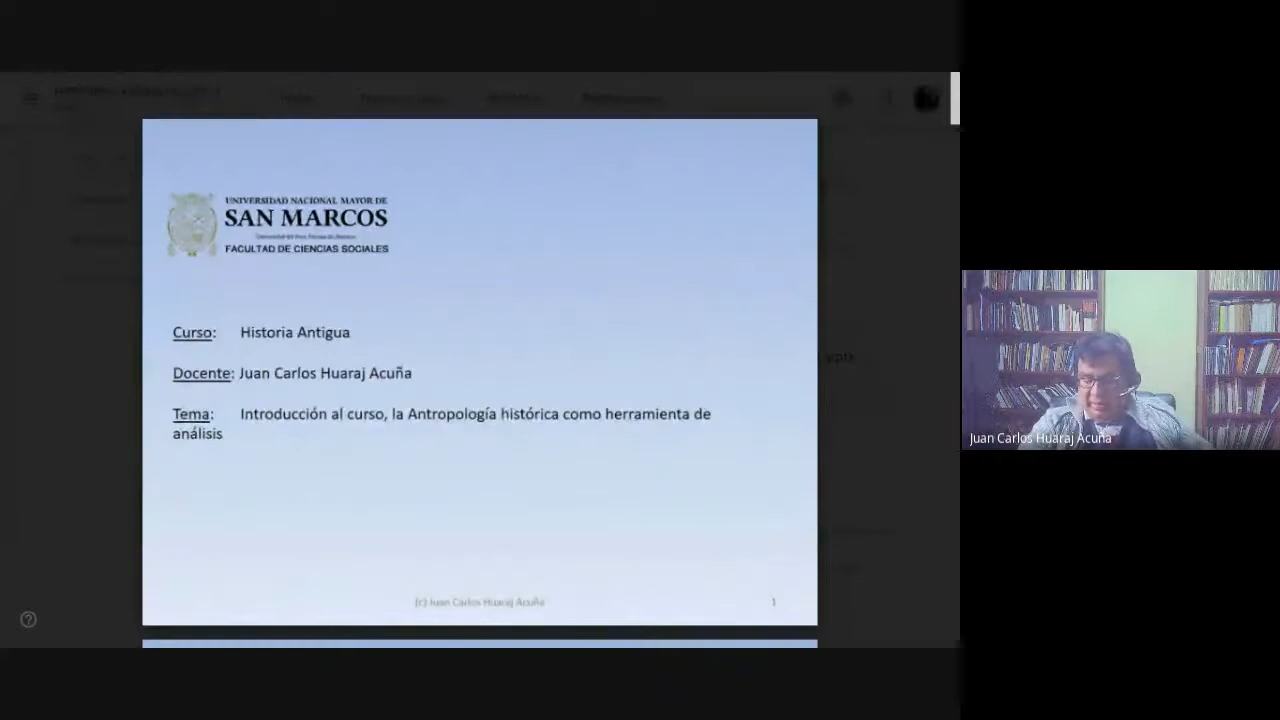 UNIVERSIDAD NACIONAL MAYOR DE
SAN MARCOS
FACULTAD DE CIENCIAS SOCIALES
Curso: Historia Antigua
Docente: Juan Carlos Huaraj Acuña
Tema: Introducción al curso, la Antropología histórica como herramienta de
análisis
(c) Juan Carlos Huaraj Acuña 1
Juan Carlos Huaraj Acuña